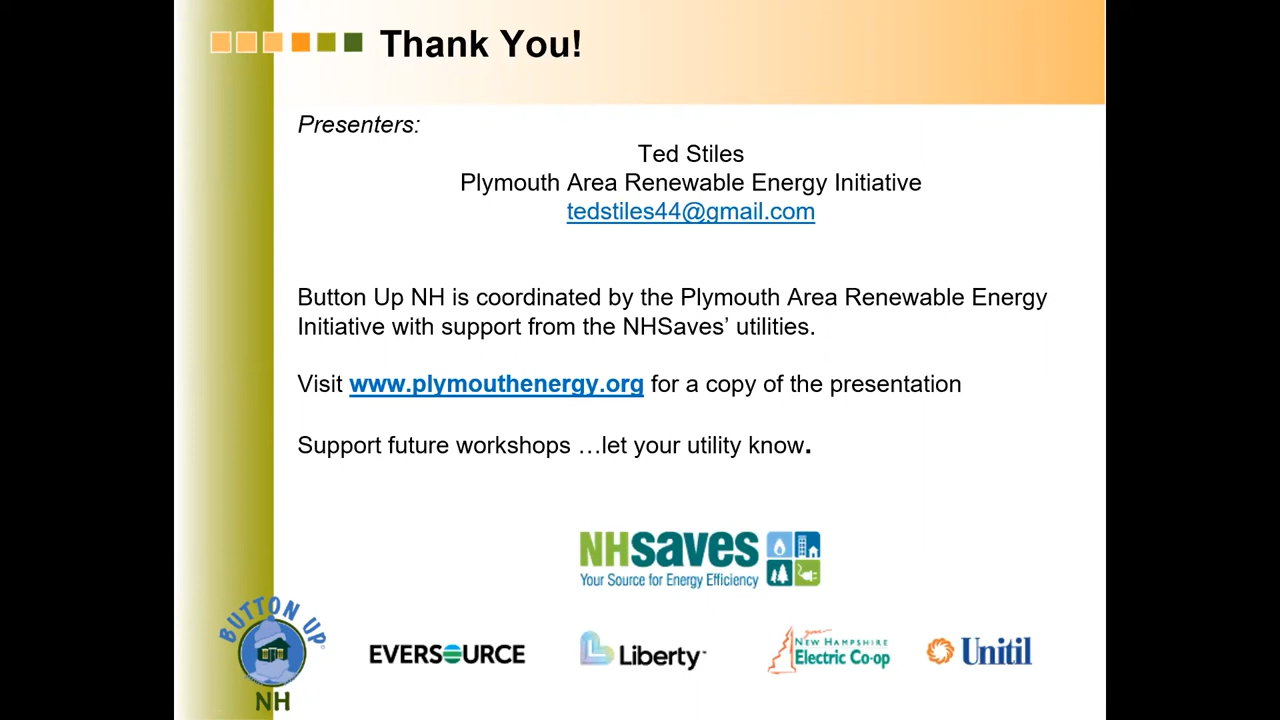 Thank You!
Presenters:
Ted Stiles
Plymouth Area Renewable Energy Initiative
tedstiles44@gmail.com
Button Up NH is coordinated by the Plymouth Area Renewable Energy
Initiative with support from the NHSaves’ utilities.
Visit www.plymouthenergy.org for a copy of the presentation
Support future workshops …let your utility know.
NHsaves
Your Source for Energy Efficiency
BUTTON UP
NH
EVERSOURCE
Liberty
your
NEW HAMPSHIRE
Electric Co-op
Unitil